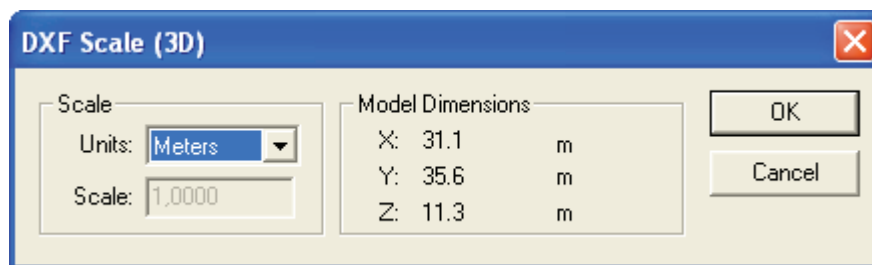 DXF Scale (3D)
Scale
Units: Meters
Scale: 1,0000
Model Dimensions
X: 31.1 m
Y: 35.6 m
Z: 11.3 m
OK
Cancel